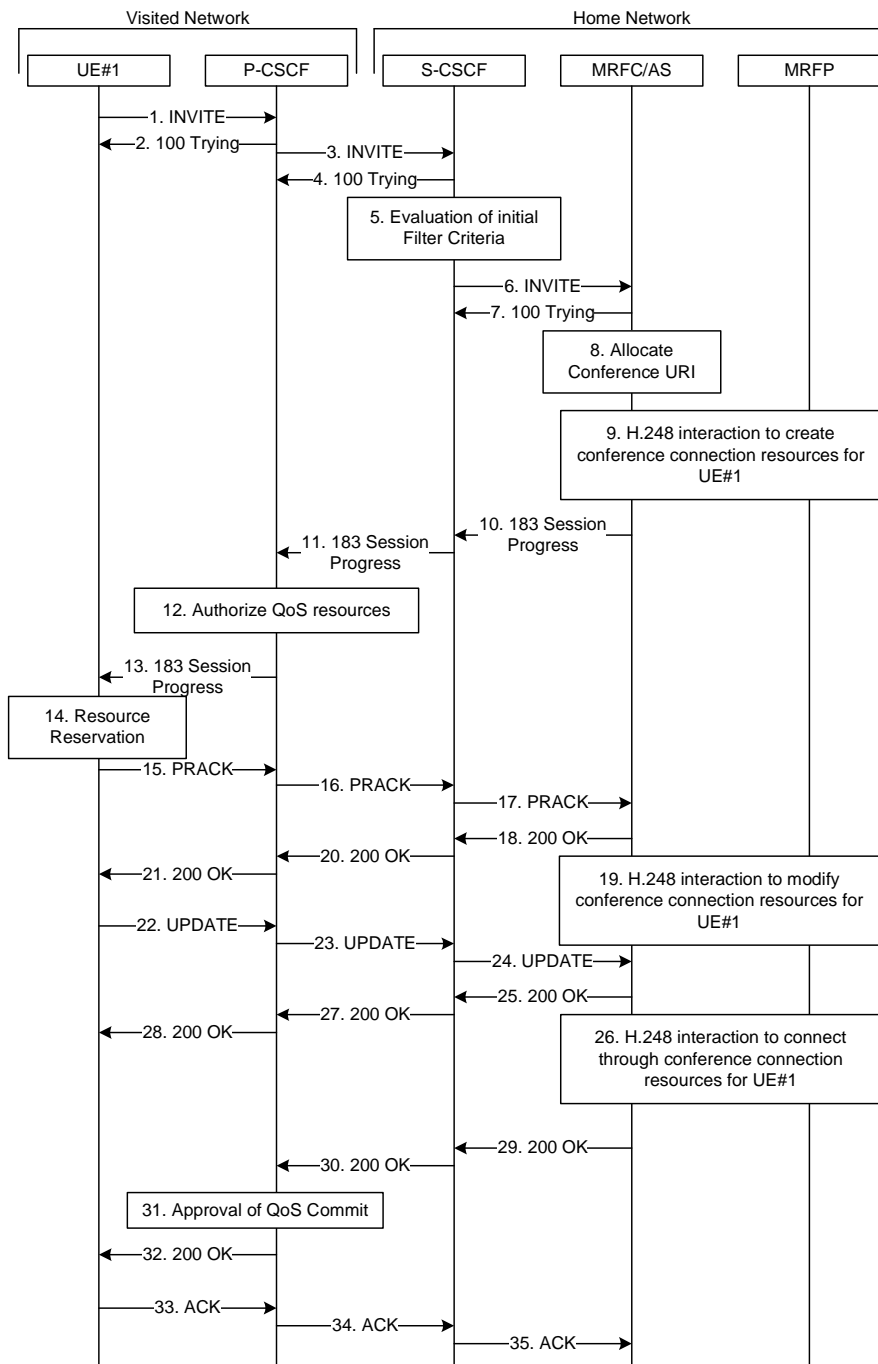 Visited Network
Home Network
UE#1
P-CSCF
S-CSCF
MRFC/AS
MRFP
1. INVITE
2. 100 Trying
3. INVITE
4. 100 Trying
5. Evaluation of initial
Filter Criteria
6. INVITE
7. 100 Trying
8. Allocate
Conference URI
9. H.248 interaction to create
conference connection resources for
UE#1
10. 183 Session
Progress
11. 183 Session
Progress
12. Authorize QoS resources
13. 183 Session
Progress
14. Resource
Reservation
15. PRACK
16. PRACK
17. PRACK
18. 200 OK
19. H.248 interaction to modify
conference connection resources for
UE#1
20. 200 OK
21. 200 OK
22. UPDATE
23. UPDATE
24. UPDATE
25. 200 OK
26. H.248 interaction to connect
through conference connection
resources for UE#1
27. 200 OK
28. 200 OK
29. 200 OK
30. 200 OK
31. Approval of QoS Commit
32. 200 OK
33. ACK
34. ACK
35. ACK